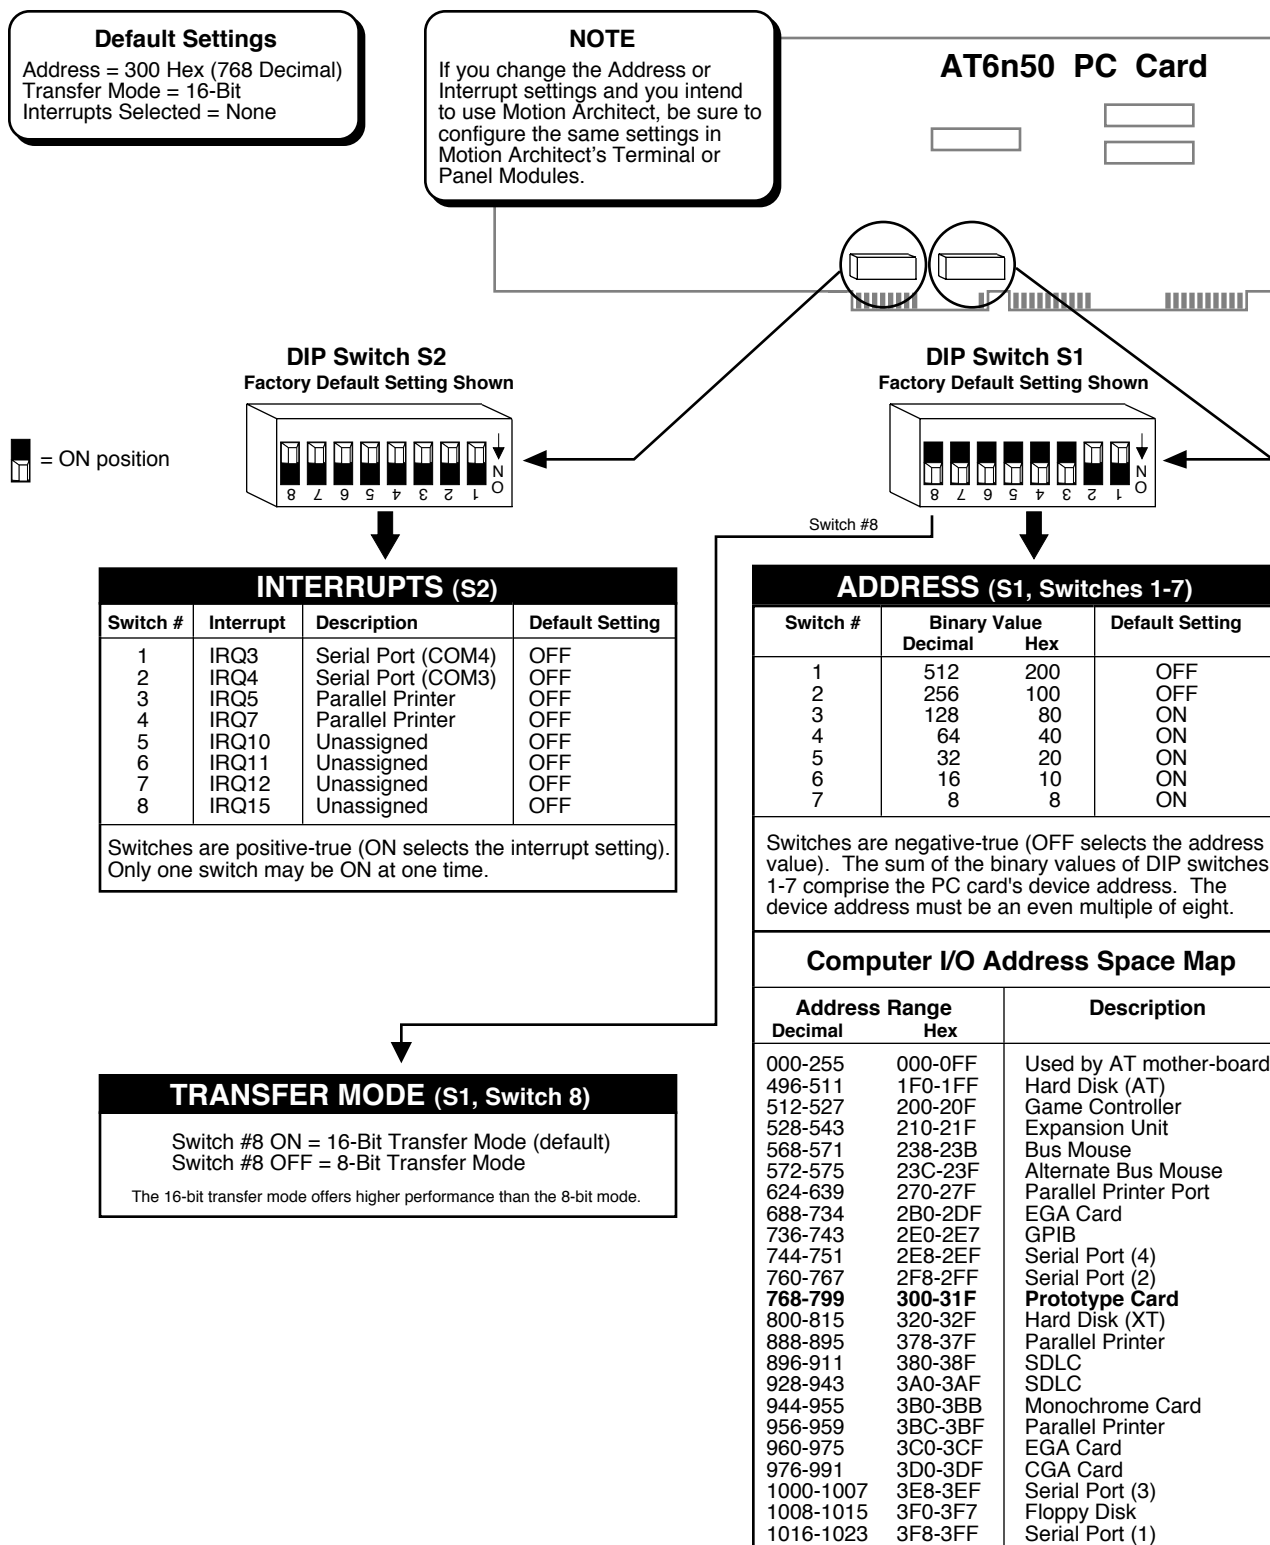 Default Settings
Address = 300 Hex (768 Decimal)
Transfer Mode = 16-Bit
Interrupts Selected = None
NOTE
If you change the Address or
Interrupt settings and you intend
to use Motion Architect, be sure to
configure the same settings in
Motion Architect's Terminal or
Panel Modules.
AT6n50 PC Card
DIP Switch S2
Factory Default Setting Shown
8 7 6 5 4 3 2 1 ON
= ON position
DIP Switch S1
Factory Default Setting Shown
8 7 6 5 4 3 2 1 ON
Switch #8
INTERRUPTS (S2)
Switch # Interrupt Description Default Setting
1 IRQ3 Serial Port (COM4) OFF
2 IRQ4 Serial Port (COM3) OFF
3 IRQ5 Parallel Printer OFF
4 IRQ7 Parallel Printer OFF
5 IRQ10 Unassigned OFF
6 IRQ11 Unassigned OFF
7 IRQ12 Unassigned OFF
8 IRQ15 Unassigned OFF
Switches are positive-true (ON selects the interrupt setting).
Only one switch may be ON at one time.
TRANSFER MODE (S1, Switch 8)
Switch #8 ON = 16-Bit Transfer Mode (default)
Switch #8 OFF = 8-Bit Transfer Mode
The 16-bit transfer mode offers higher performance than the 8-bit mode.
ADDRESS (S1, Switches 1-7)
Switch # Binary Value Default Setting
Decimal Hex
1 512 200 OFF
2 256 100 OFF
3 128 80 ON
4 64 40 ON
5 32 20 ON
6 16 10 ON
7 8 8 ON
Switches are negative-true (OFF selects the address
value). The sum of the binary values of DIP switches
1-7 comprise the PC card's device address. The
device address must be an even multiple of eight.
Computer I/O Address Space Map
Address Range Description
Decimal Hex
000-255 000-0FF Used by AT mother-board
496-511 1F0-1FF Hard Disk (AT)
512-527 200-20F Game Controller
528-543 210-21F Expansion Unit
568-571 238-23B Bus Mouse
572-575 23C-23F Alternate Bus Mouse
624-639 270-27F Parallel Printer Port
688-734 2B0-2DF EGA Card
736-743 2E0-2E7 GPIB
744-751 2E8-2EF Serial Port (4)
760-767 2F8-2FF Serial Port (2)
768-799 300-31F Prototype Card
800-815 320-32F Hard Disk (XT)
888-895 378-37F Parallel Printer
896-911 380-38F SDLC
928-943 3A0-3AF SDLC
944-955 3B0-3BB Monochrome Card
956-959 3BC-3BF Parallel Printer
960-975 3C0-3CF EGA Card
976-991 3D0-3DF CGA Card
1000-1007 3E8-3EF Serial Port (3)
1008-1015 3F0-3F7 Floppy Disk
1016-1023 3F8-3FF Serial Port (1)